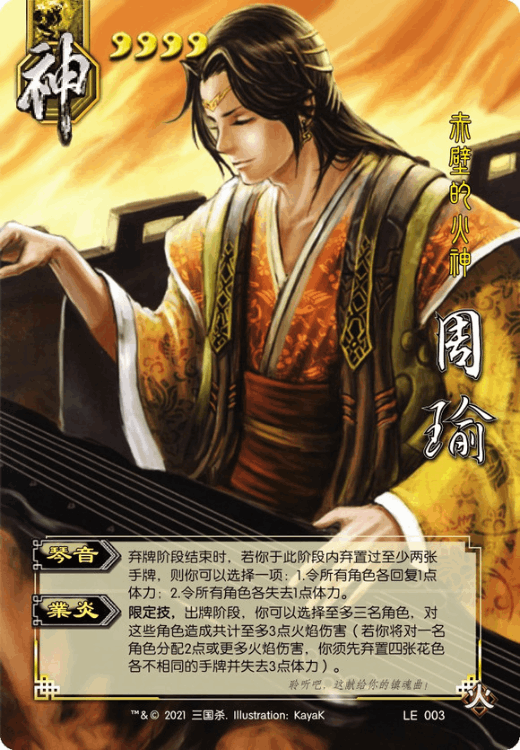 神
赤壁的火神
周瑜
琴音
弃牌阶段结束时，若你于此阶段内弃置过至少两张
手牌，则你可以选择一项：1.令所有角色各回复1点
体力；2.令所有角色各失去1点体力。
業炎
限定技，出牌阶段，你可以选择至多三名角色，对
这些角色造成共计至多3点火焰伤害（若你将对一名
角色分配2点或更多火焰伤害，你须先弃置四张花色
各不相同的手牌并失去3点体力）。
聆听吧，这献给你的镇魂曲！
火
™&© 2021 三国杀. Illustration: KayaK
LE 003